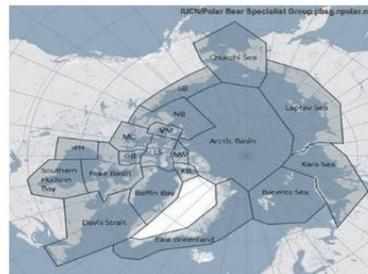 IUCN/Polar Bear Specialist Group pbsg.npolar.n
Chukchi Sea
SB
Laptev Sea
NB
VM
MC
Arctic Basin
WH
LS
GB
NW
Kara Sea
Southern
Hudson
Bay
Foxe Basin
KB
Baffin Bay
Barents Sea
Davis Strait
East Greenland